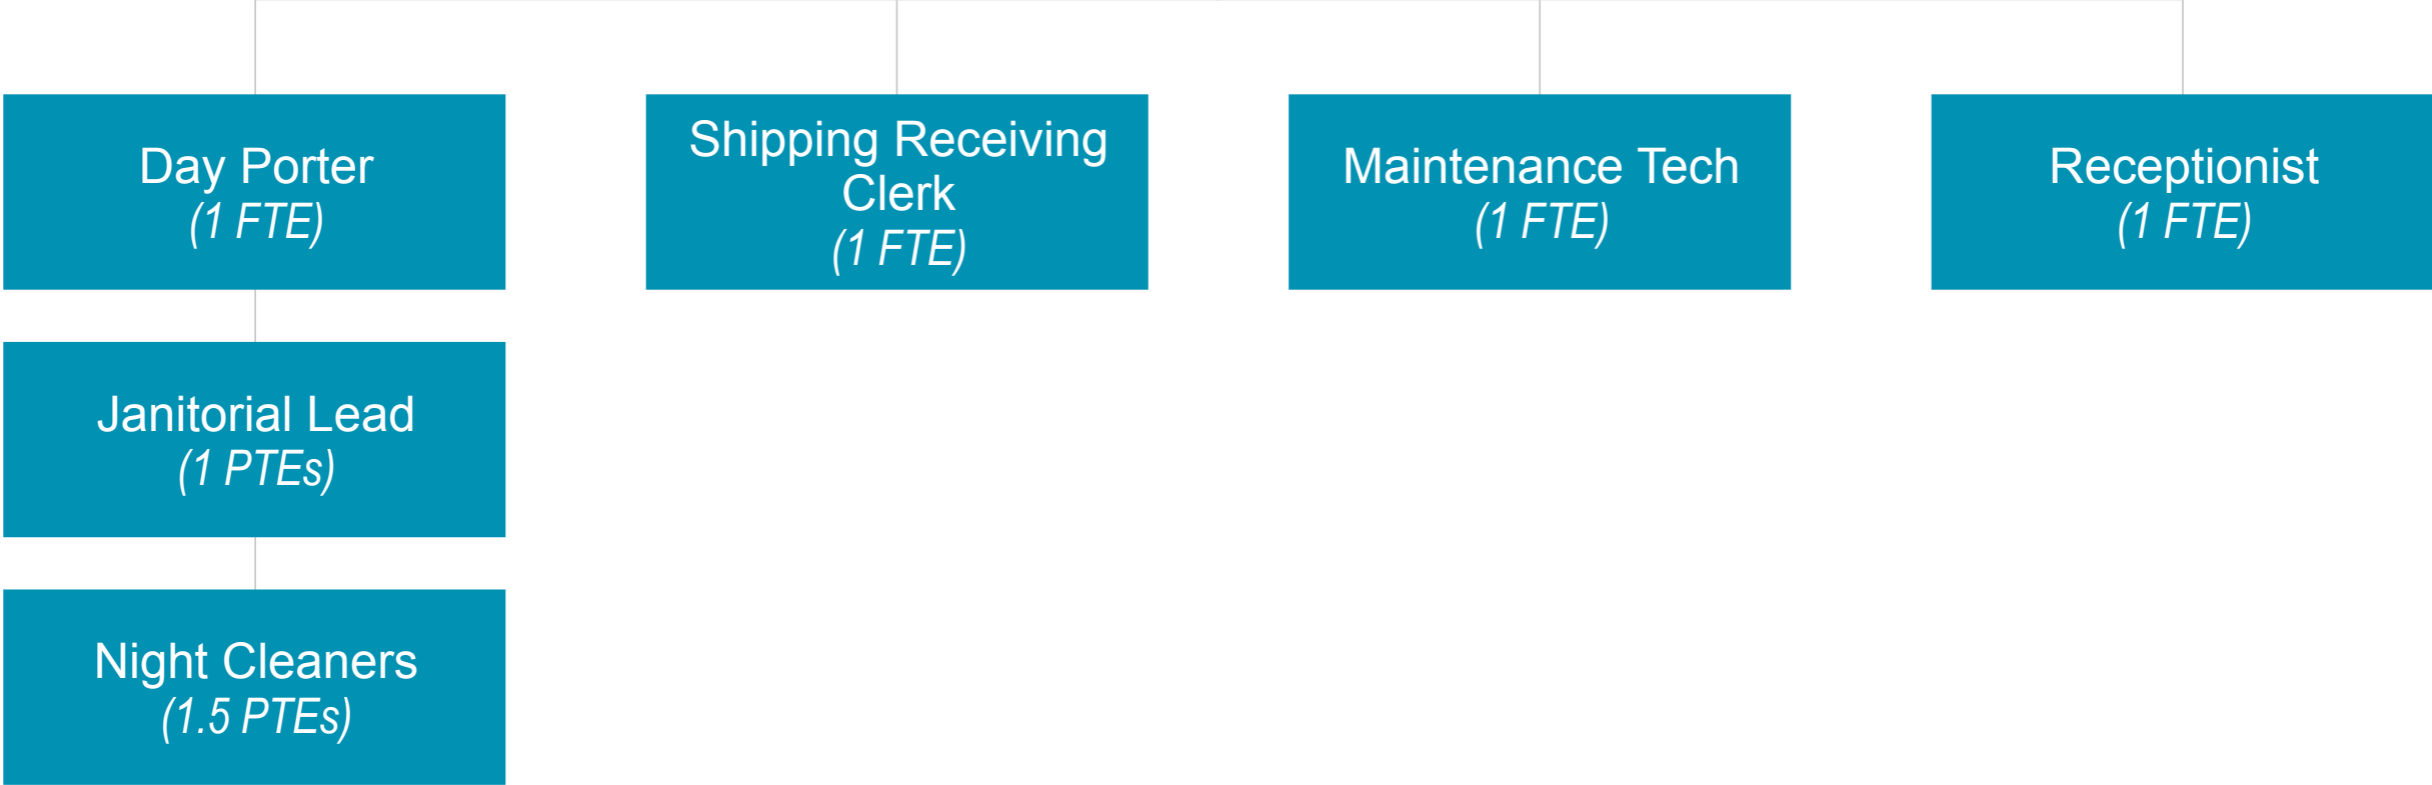 Day Porter
(1 FTE)
Shipping Receiving
Clerk
(1 FTE)
Maintenance Tech
(1 FTE)
Receptionist
(1 FTE)
Janitorial Lead
(1 PTEs)
Night Cleaners
(1.5 PTEs)